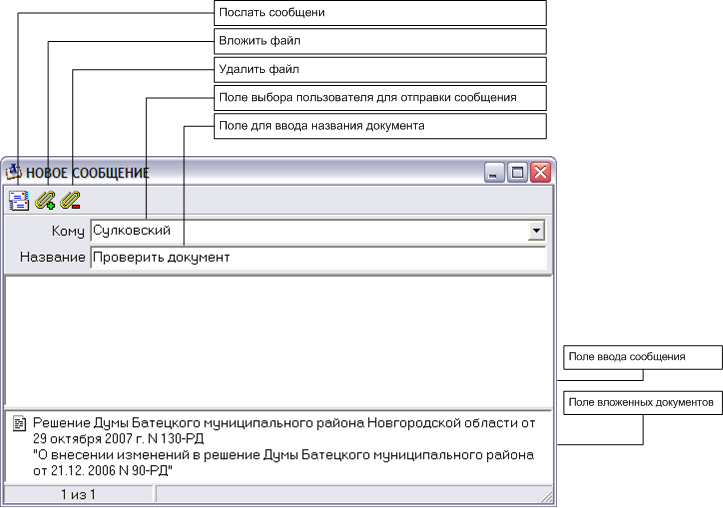 Послать сообщени
Вложить файл
Удалить файл
Поле выбора пользователя для отправки сообщения
Поле для ввода названия документа
НОВОЕ СООБЩЕНИЕ
Кому Сулковский
Название Проверить документ
Поле ввода сообщения
Поле вложенных документов
Решение Думы Батецкого муниципального района Новгородской области от
29 октября 2007 г. N 130-РД
"О внесении изменений в решение Думы Батецкого муниципального района
от 21.12. 2006 N 90-РД"
1 из 1